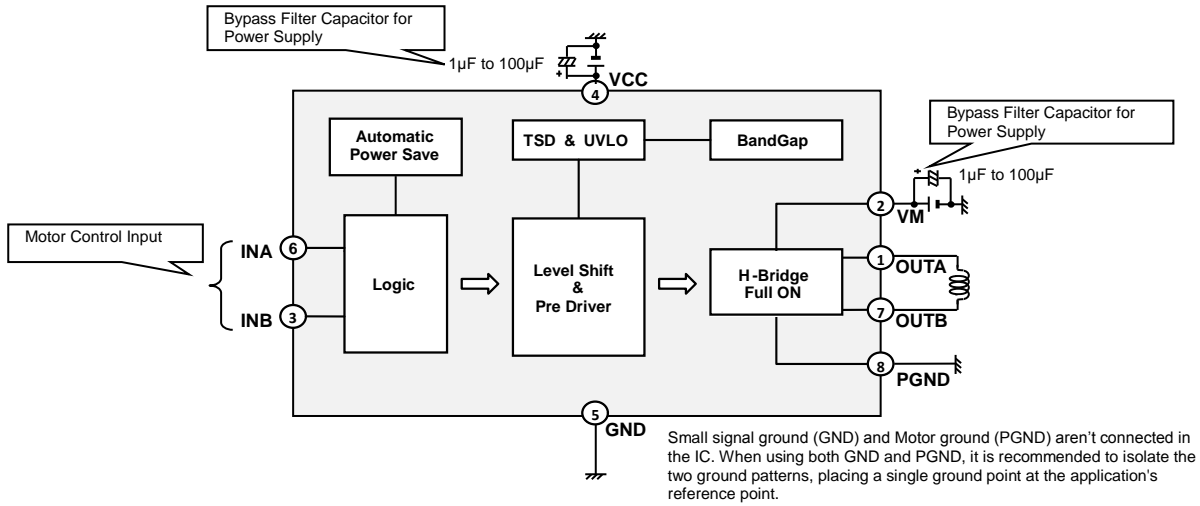 Bypass Filter Capacitor for
Power Supply
1µF to 100µF
+
VCC
4
Bypass Filter Capacitor for
Power Supply
+
1µF to 100µF
Automatic
Power Save
TSD & UVLO
BandGap
2
VM
Motor Control Input
INA
6
INB
3
Logic
Level Shift
&
Pre Driver
H-Bridge
Full ON
1
OUTA
7
OUTB
8
PGND
5
GND
Small signal ground (GND) and Motor ground (PGND) aren't connected in
the IC. When using both GND and PGND, it is recommended to isolate the
two ground patterns, placing a single ground point at the application's
reference point.